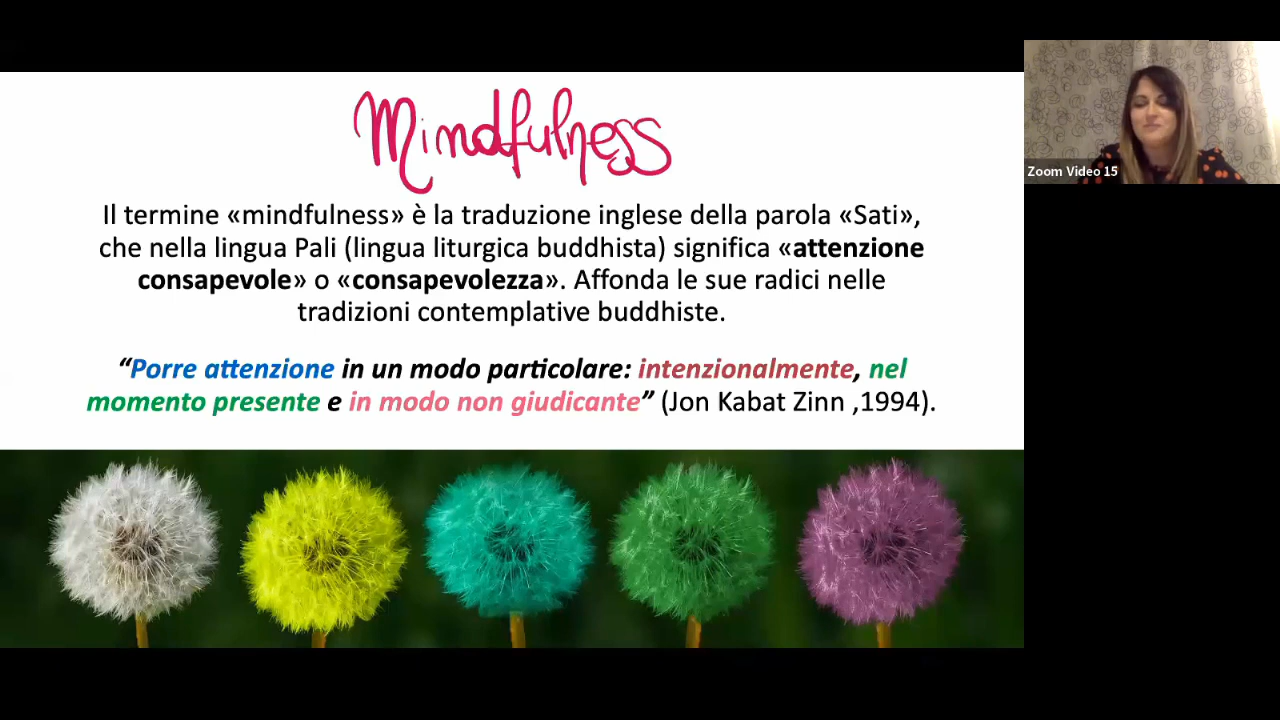 Mindfulness
Il termine «mindfulness» è la traduzione inglese della parola «Sati»,
che nella lingua Pali (lingua liturgica buddhista) significa «attenzione
consapevole» o «consapevolezza». Affonda le sue radici nelle
tradizioni contemplative buddhiste.
“Porre attenzione in un modo particolare: intenzionalmente, nel
momento presente e in modo non giudicante” (Jon Kabat Zinn ,1994).
Zoom Video 15